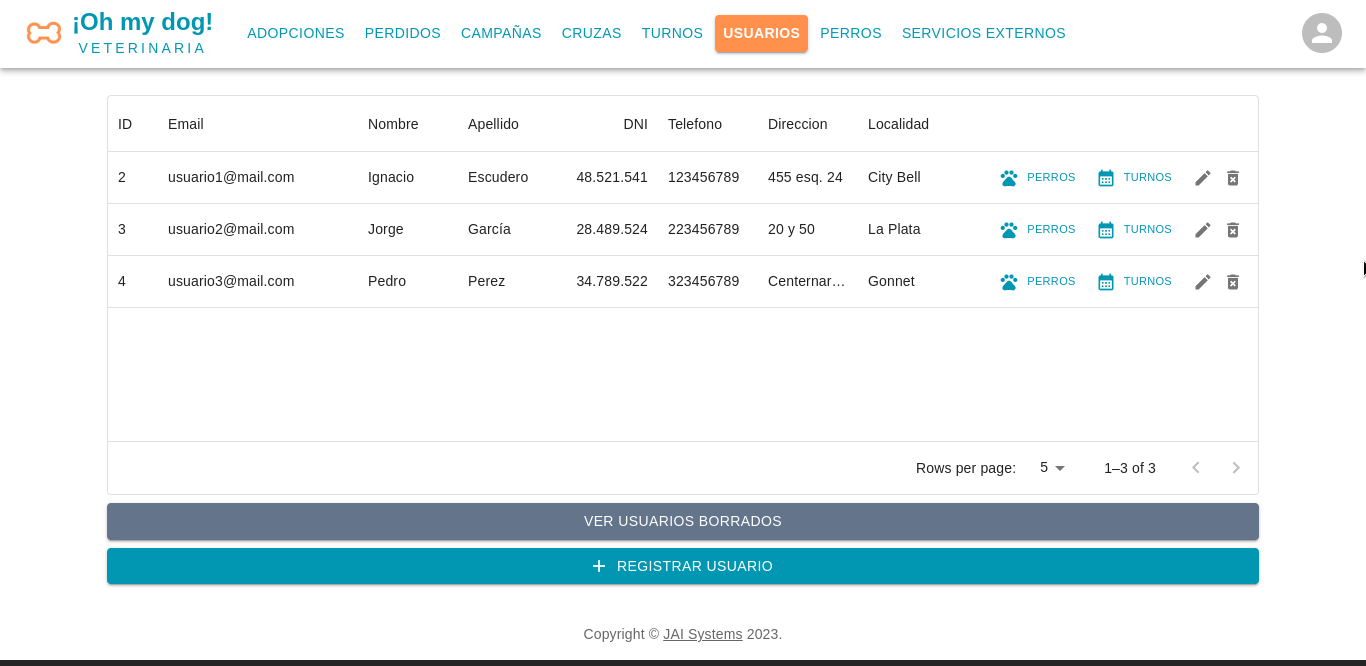 ¡Oh my dog!
VETERINARIA
ADOPCIONES PERDIDOS CAMPAÑAS CRUZAS TURNOS USUARIOS PERROS SERVICIOS EXTERNOS
ID Email Nombre Apellido DNI Telefono Direccion Localidad
2 usuario1@mail.com Ignacio Escudero 48.521.541 123456789 455 esq. 24 City Bell PERROS TURNOS
3 usuario2@mail.com Jorge García 28.489.524 223456789 20 y 50 La Plata PERROS TURNOS
4 usuario3@mail.com Pedro Perez 34.789.522 323456789 Centernar… Gonnet PERROS TURNOS
Rows per page: 5 1–3 of 3
VER USUARIOS BORRADOS
REGISTRAR USUARIO
Copyright © JAI Systems 2023.